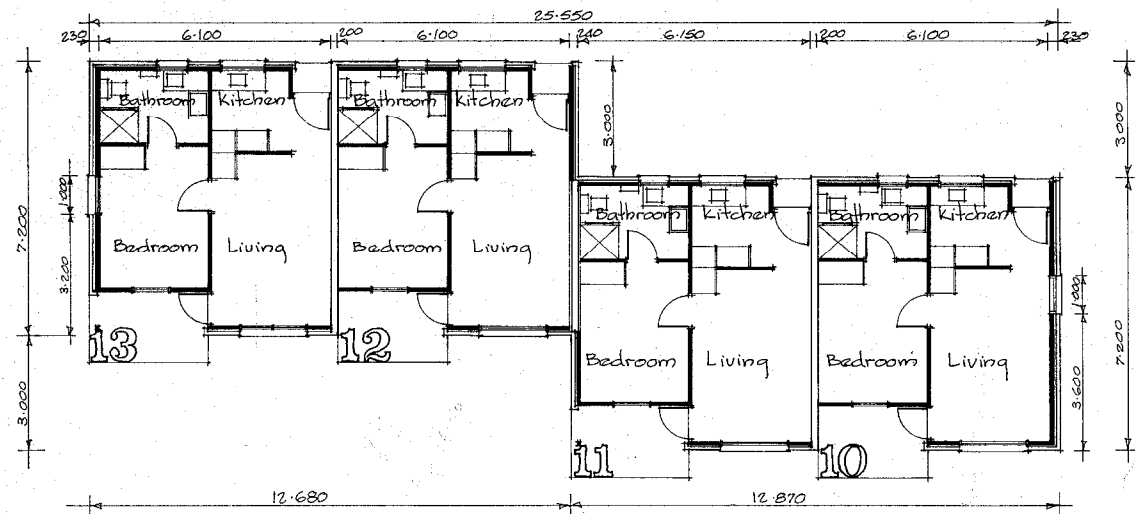 25.550
230 6.100 200 6.100 240 6.150 200 6.100 230
Bathroom Kitchen Bathroom Kitchen
3.000 3.000
1.000
7.200
3.200
Bedroom Living Bedroom Living
Bathroom Kitchen Bathroom Kitchen
1.000
7.200
3.600
13 12
Bedroom Living Bedroom Living
3.000
11 10
12.680 12.870